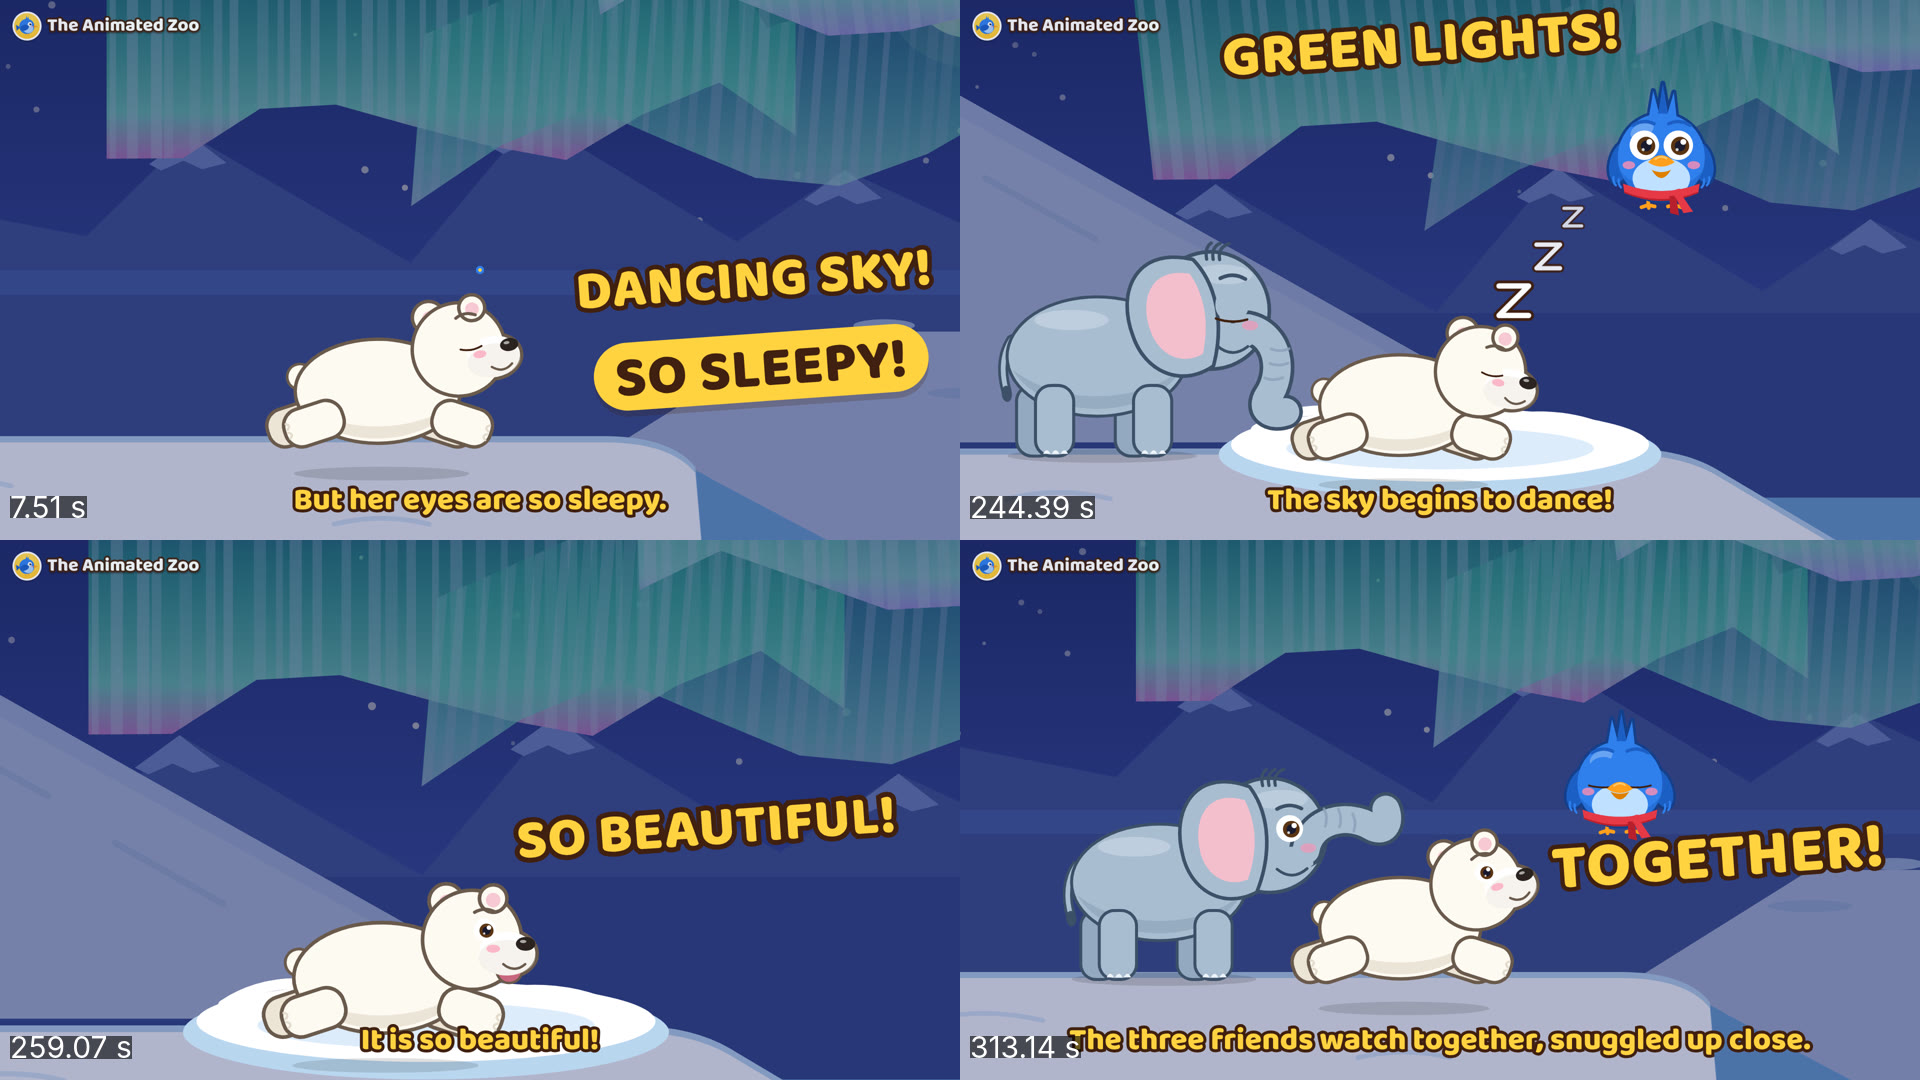 The Animated Zoo
DANCING SKY!
SO SLEEPY!
But her eyes are so sleepy.
7.51 s
The Animated Zoo
GREEN LIGHTS!
Z
Z
Z
The sky begins to dance!
244.39 s
The Animated Zoo
SO BEAUTIFUL!
It is so beautiful!
259.07 s
The Animated Zoo
TOGETHER!
The three friends watch together, snuggled up close.
313.14 s